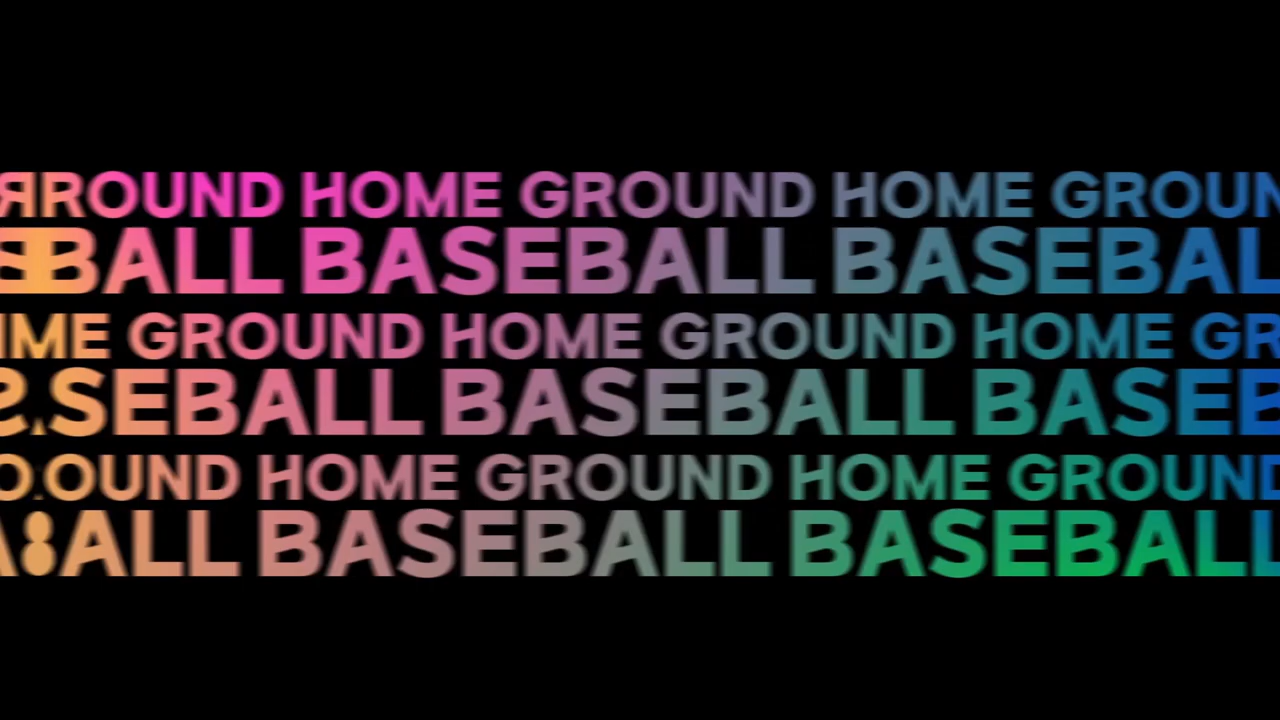 ROUND HOME GROUND HOME GROUN
BALL BASEBALL BASEBAL
ME GROUND HOME GROUND HOME GR
SEBALL BASEBALL BASEB
OUND HOME GROUND HOME GROUND
ALL BASEBALL BASEBALL